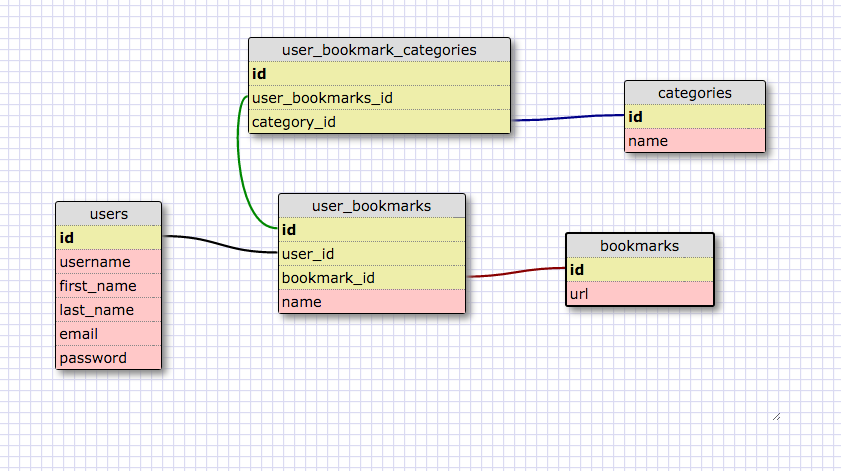 user_bookmark_categories
id
user_bookmarks_id
category_id
categories
id
name
users
id
username
first_name
last_name
email
password
user_bookmarks
id
user_id
bookmark_id
name
bookmarks
id
url